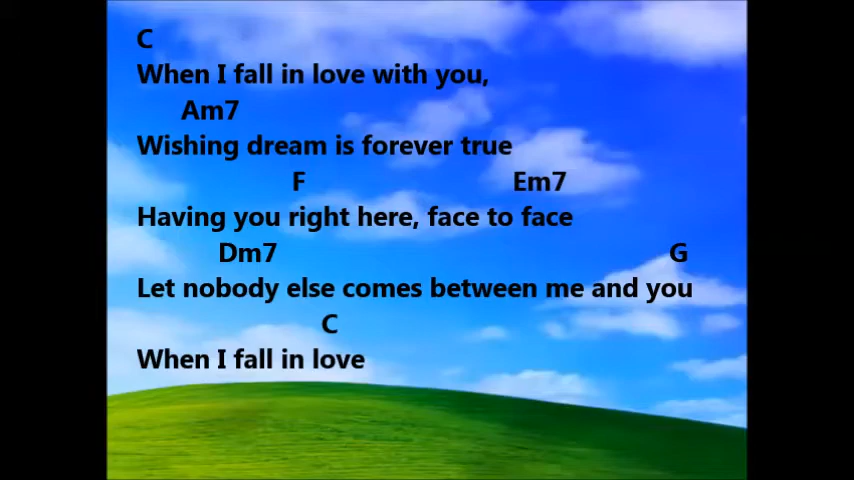 C
When I fall in love with you,
Am7
Wishing dream is forever true
F Em7
Having you right here, face to face
Dm7 G
Let nobody else comes between me and you
C
When I fall in love